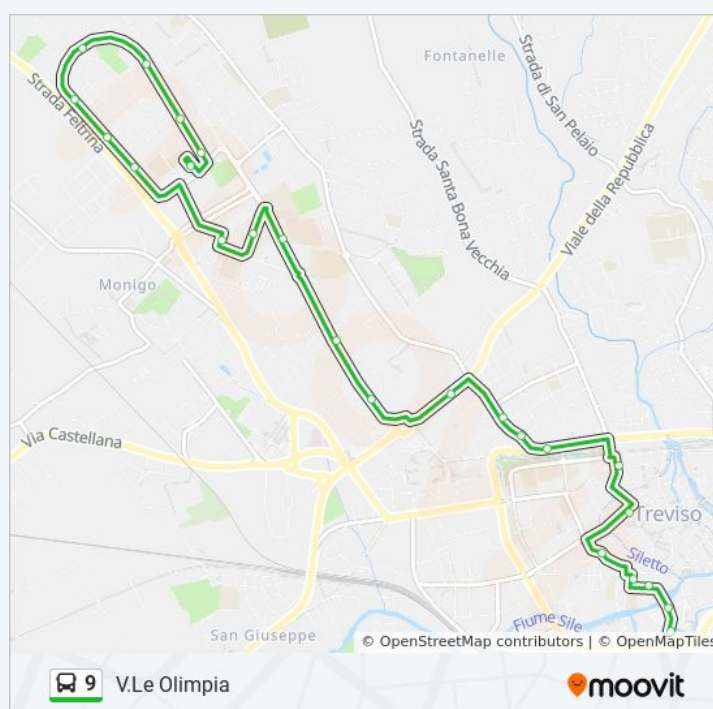 Fontanelle
Strada di San Pelaio
Strada Feltrina
Strada Santa Bona Vecchia
Viale della Repubblica
Monigo
Via Castellana
Treviso
Siletto
Fiume Sile
San Giuseppe
© OpenStreetMap contributors | © OpenMapTiles
9 V.Le Olimpia
moovit